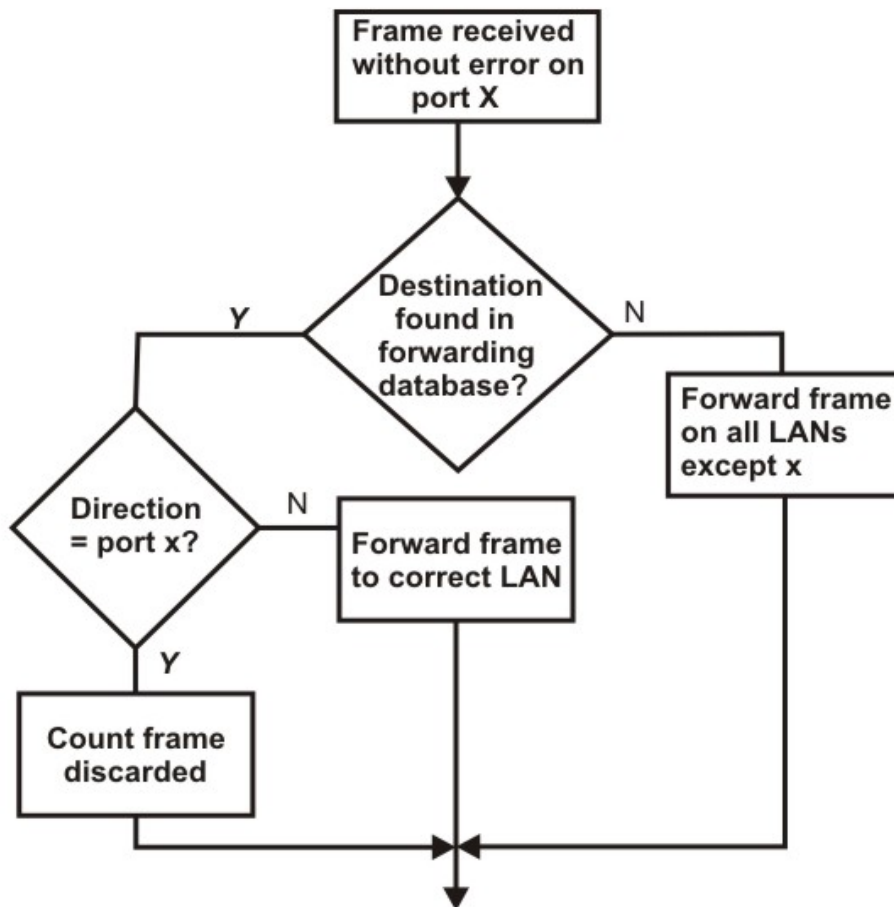 Frame received
without error on
port X
Destination
found in
forwarding
database?
Y
N
Forward frame
on all LANs
except x
Direction
= port x?
N
Forward frame
to correct LAN
Y
Count frame
discarded